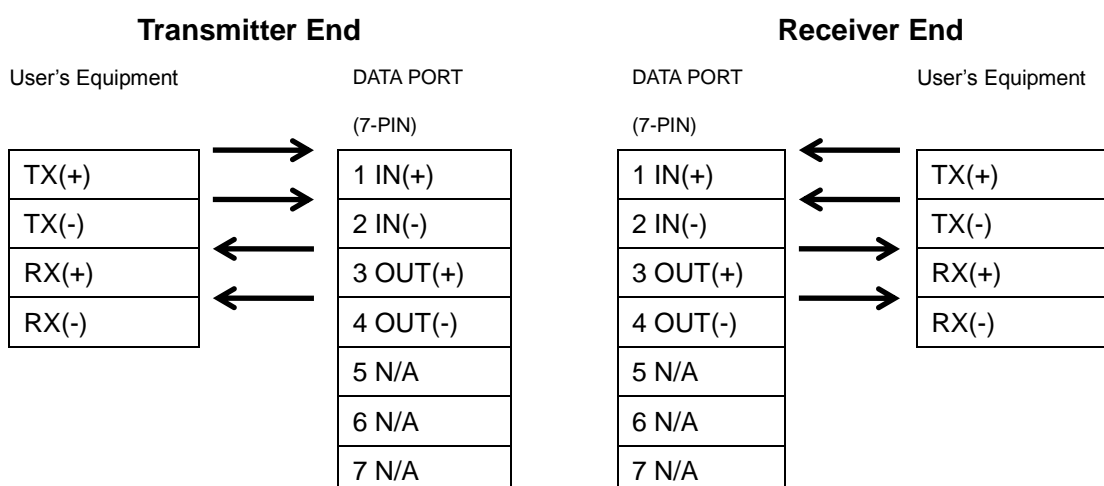 Transmitter End
Receiver End
User's Equipment
DATA PORT
DATA PORT
User's Equipment
(7-PIN)
(7-PIN)
TX(+)
1 IN(+)
1 IN(+)
TX(+)
TX(-)
2 IN(-)
2 IN(-)
TX(-)
RX(+)
3 OUT(+)
3 OUT(+)
RX(+)
RX(-)
4 OUT(-)
4 OUT(-)
RX(-)
5 N/A
5 N/A
6 N/A
6 N/A
7 N/A
7 N/A